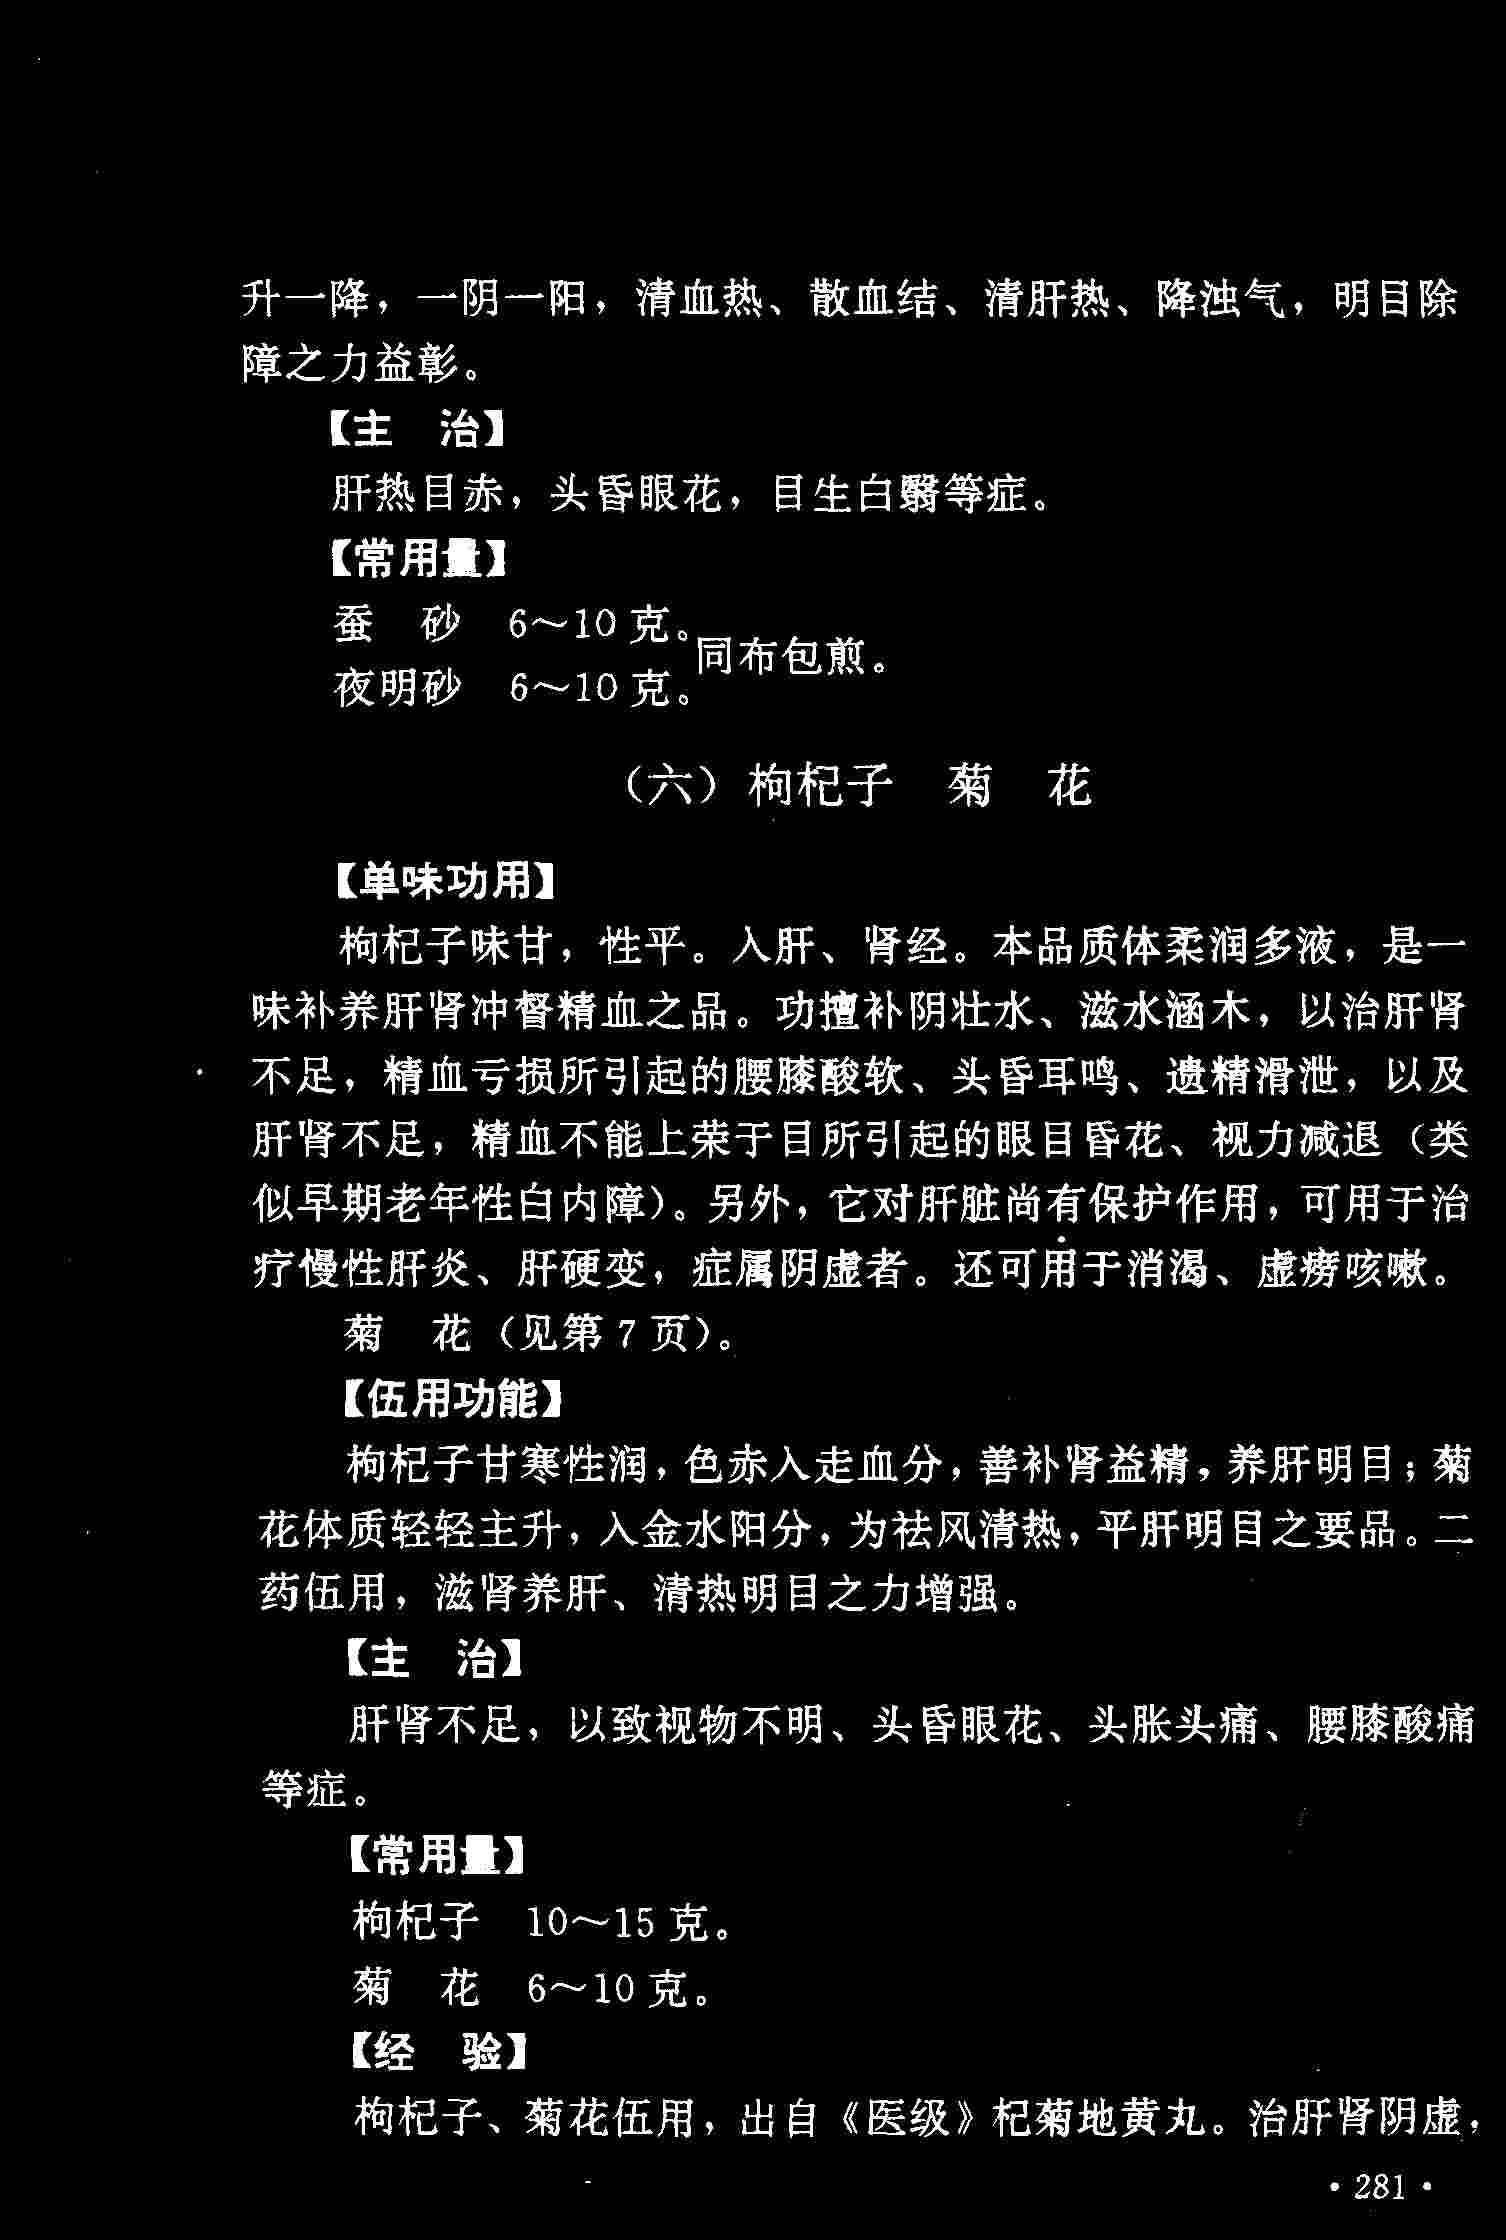 升一降，一阴一阳，清血热、散血结、清肝热、降浊气，明目除
障之力益彰。
【主　治】
肝热目赤，头昏眼花，目生白翳等症。
【常用量】
蚕　砂　6～10 克。
同布包煎。
夜明砂　6～10 克。
（六）枸杞子　菊　花
【单味功用】
枸杞子味甘，性平。入肝、肾经。本品质体柔润多液，是一
味补养肝肾冲督精血之品。功擅补阴壮水、滋水涵木，以治肝肾
不足，精血亏损所引起的腰膝酸软、头昏耳鸣、遗精滑泄，以及
肝肾不足，精血不能上荣于目所引起的眼目昏花、视力减退（类
似早期老年性白内障）。另外，它对肝脏尚有保护作用，可用于治
疗慢性肝炎、肝硬变，症属阴虚者。还可用于消渴、虚痨咳嗽。
菊　花（见第 7 页）。
【伍用功能】
枸杞子甘寒性润，色赤入走血分，善补肾益精，养肝明目；菊
花体质轻轻主升，入金水阳分，为祛风清热，平肝明目之要品。二
药伍用，滋肾养肝、清热明目之力增强。
【主　治】
肝肾不足，以致视物不明、头昏眼花、头胀头痛、腰膝酸痛
等症。
【常用量】
枸杞子　10～15 克。
菊　花　6～10 克。
【经　验】
枸杞子、菊花伍用，出自《医级》杞菊地黄丸。治肝肾阴虚，
· 281 ·